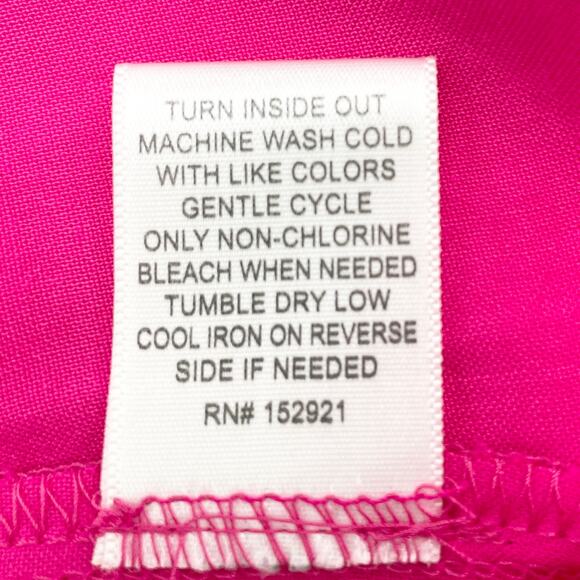 TURN INSIDE OUT
MACHINE WASH COLD
WITH LIKE COLORS
GENTLE CYCLE
ONLY NON-CHLORINE
BLEACH WHEN NEEDED
TUMBLE DRY LOW
COOL IRON ON REVERSE
SIDE IF NEEDED
RN# 152921